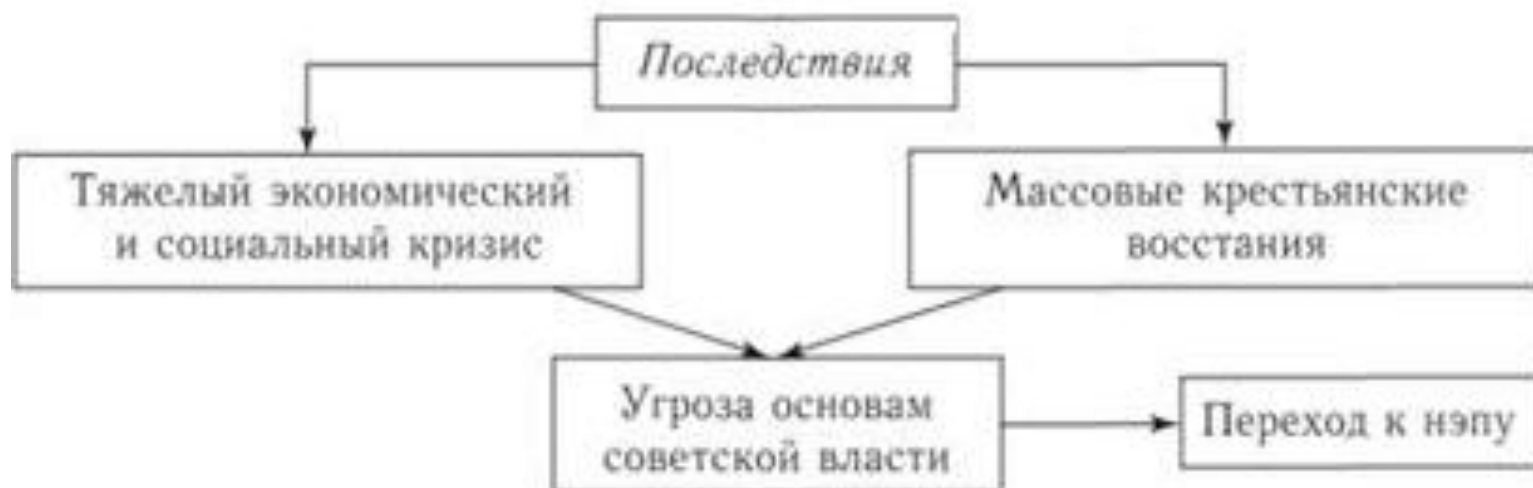 Последствия
Тяжелый экономический
и социальный кризис
Массовые крестьянские
восстания
Угроза основам
советской власти
Переход к нэпу